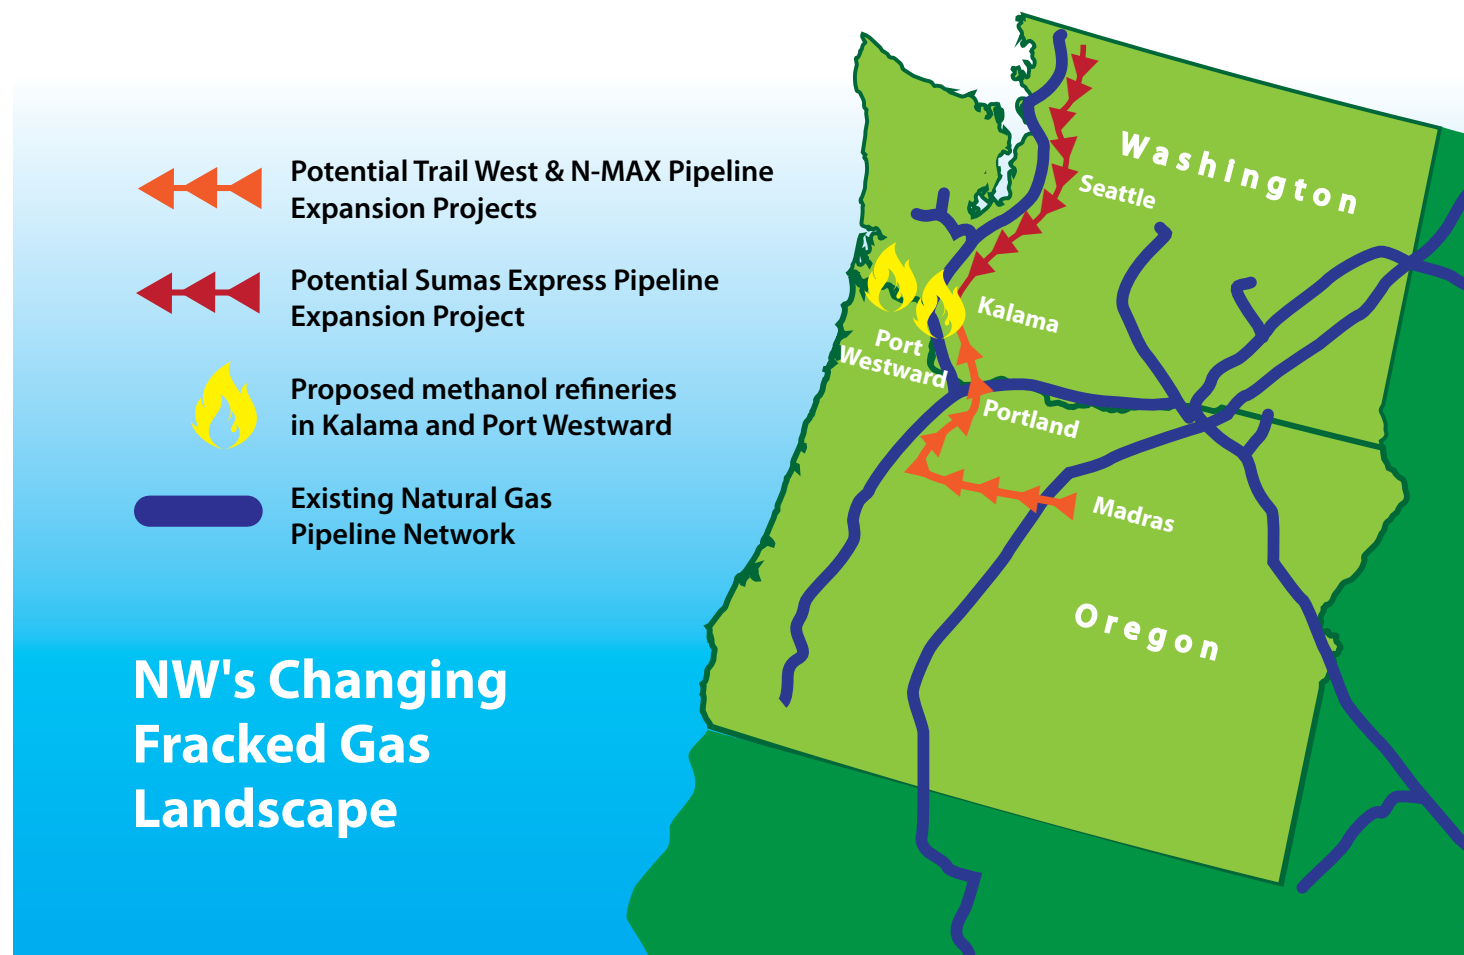 Potential Trail West & N-MAX Pipeline
Expansion Projects
Potential Sumas Express Pipeline
Expansion Project
Proposed methanol refineries
in Kalama and Port Westward
Existing Natural Gas
Pipeline Network
NW's Changing
Fracked Gas
Landscape
Washington
Seattle
Kalama
Port
Westward
Portland
Madras
Oregon